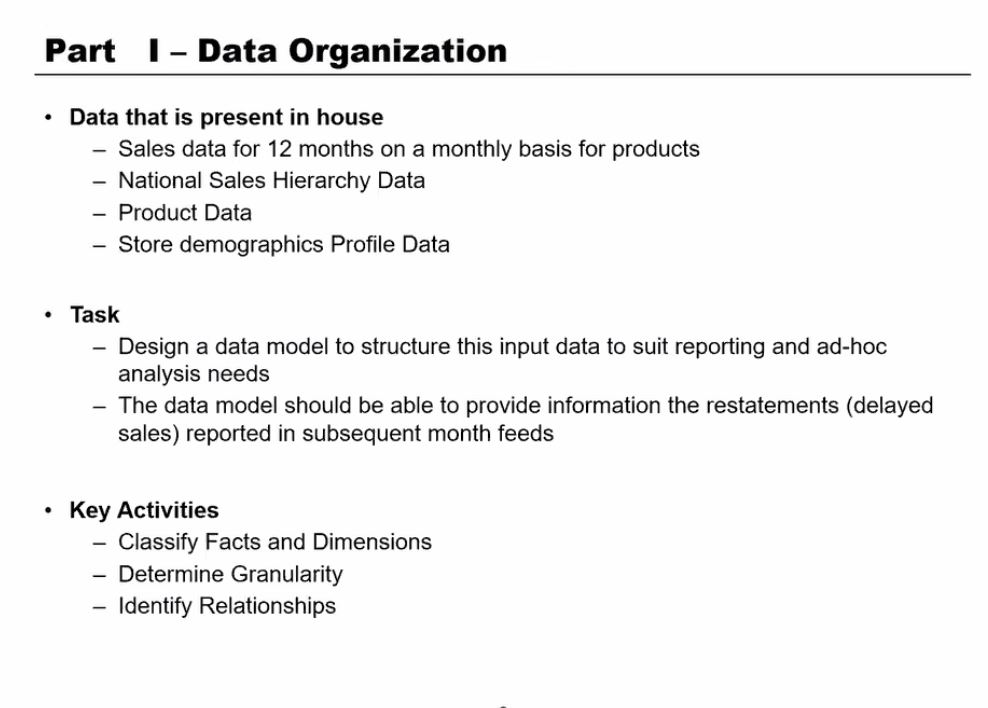 Part I – Data Organization
• Data that is present in house
– Sales data for 12 months on a monthly basis for products
– National Sales Hierarchy Data
– Product Data
– Store demographics Profile Data
• Task
– Design a data model to structure this input data to suit reporting and ad-hoc
analysis needs
– The data model should be able to provide information the restatements (delayed
sales) reported in subsequent month feeds
• Key Activities
– Classify Facts and Dimensions
– Determine Granularity
– Identify Relationships